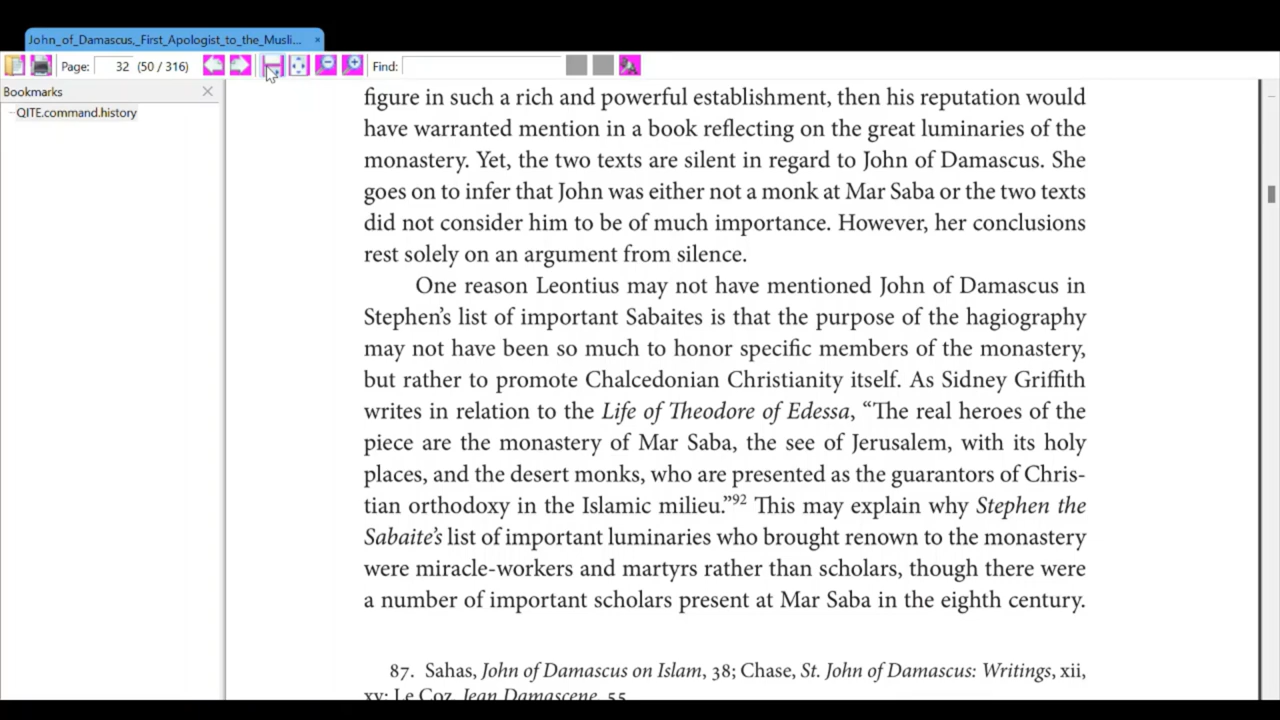 John_of_Damascus,_First_Apologist_to_the_Musli... ×
Page: 32 (50 / 316) Find:
Bookmarks
QITE.command.history
figure in such a rich and powerful establishment, then his reputation would
have warranted mention in a book reflecting on the great luminaries of the
monastery. Yet, the two texts are silent in regard to John of Damascus. She
goes on to infer that John was either not a monk at Mar Saba or the two texts
did not consider him to be of much importance. However, her conclusions
rest solely on an argument from silence.
One reason Leontius may not have mentioned John of Damascus in
Stephen’s list of important Sabaites is that the purpose of the hagiography
may not have been so much to honor specific members of the monastery,
but rather to promote Chalcedonian Christianity itself. As Sidney Griffith
writes in relation to the Life of Theodore of Edessa, “The real heroes of the
piece are the monastery of Mar Saba, the see of Jerusalem, with its holy
places, and the desert monks, who are presented as the guarantors of Chris-
tian orthodoxy in the Islamic milieu.”92 This may explain why Stephen the
Sabaite’s list of important luminaries who brought renown to the monastery
were miracle-workers and martyrs rather than scholars, though there were
a number of important scholars present at Mar Saba in the eighth century.
87. Sahas, John of Damascus on Islam, 38; Chase, St. John of Damascus: Writings, xii,
xv; Le Coz, Jean Damascene, 55.